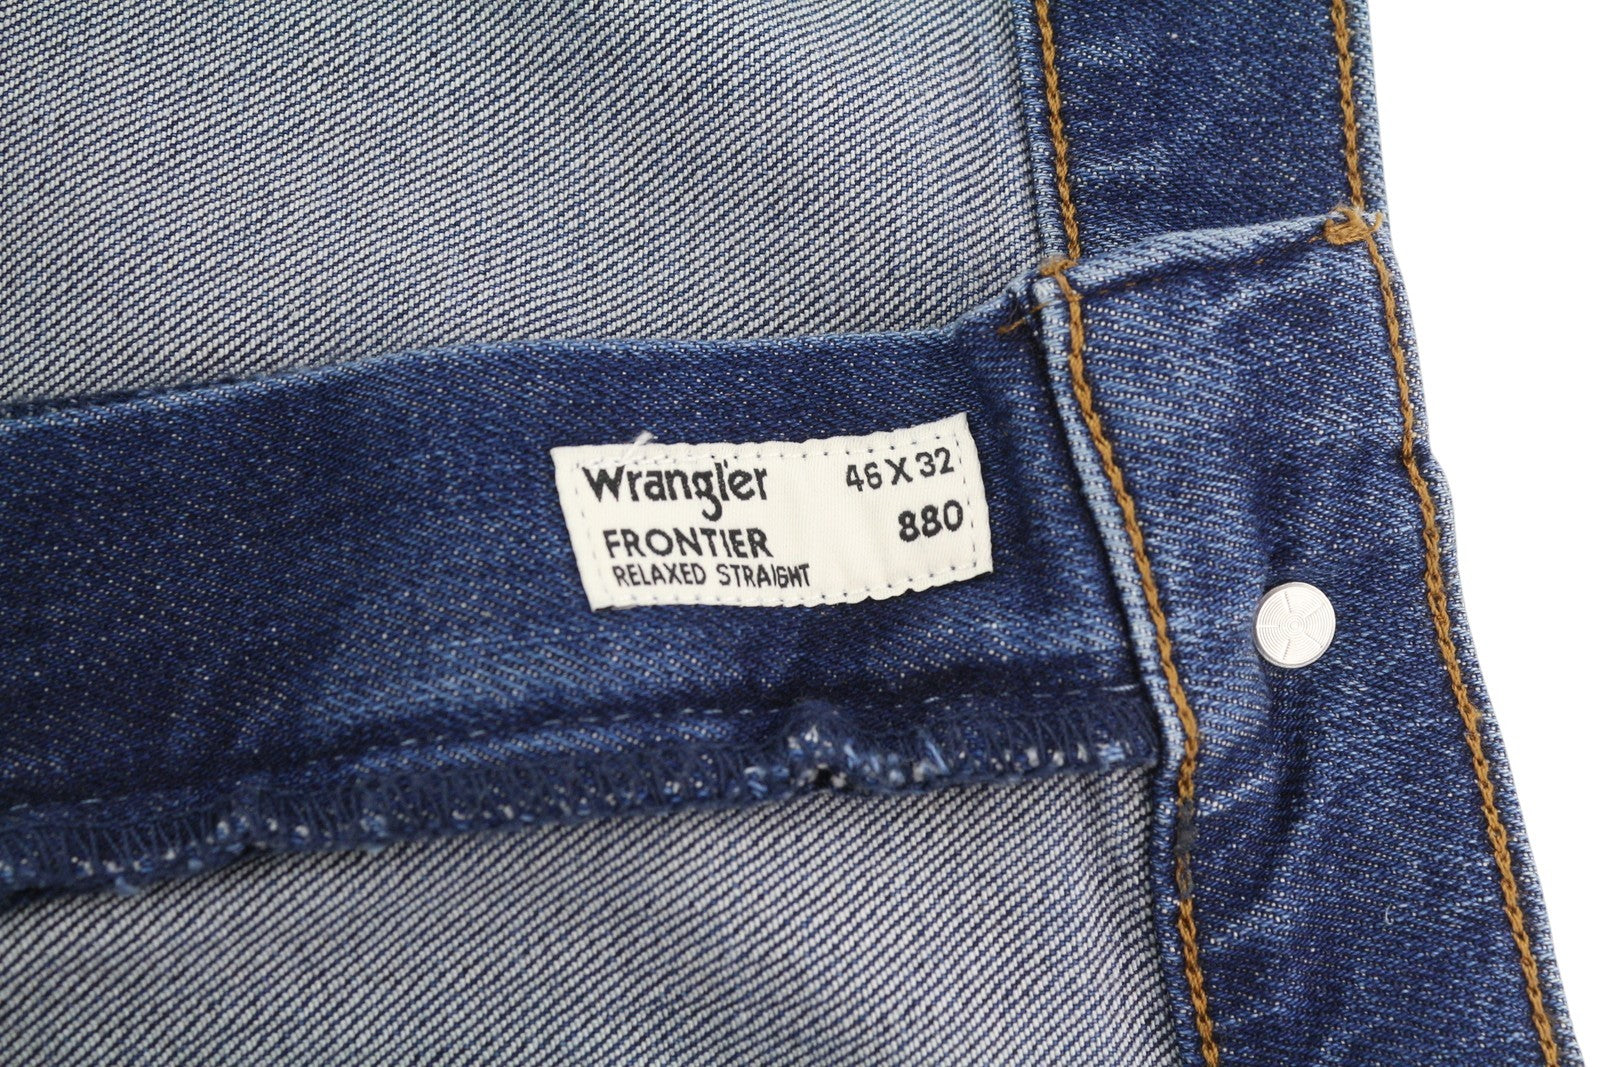 Wrangler 46 X 32
880
FRONTIER
RELAXED STRAIGHT